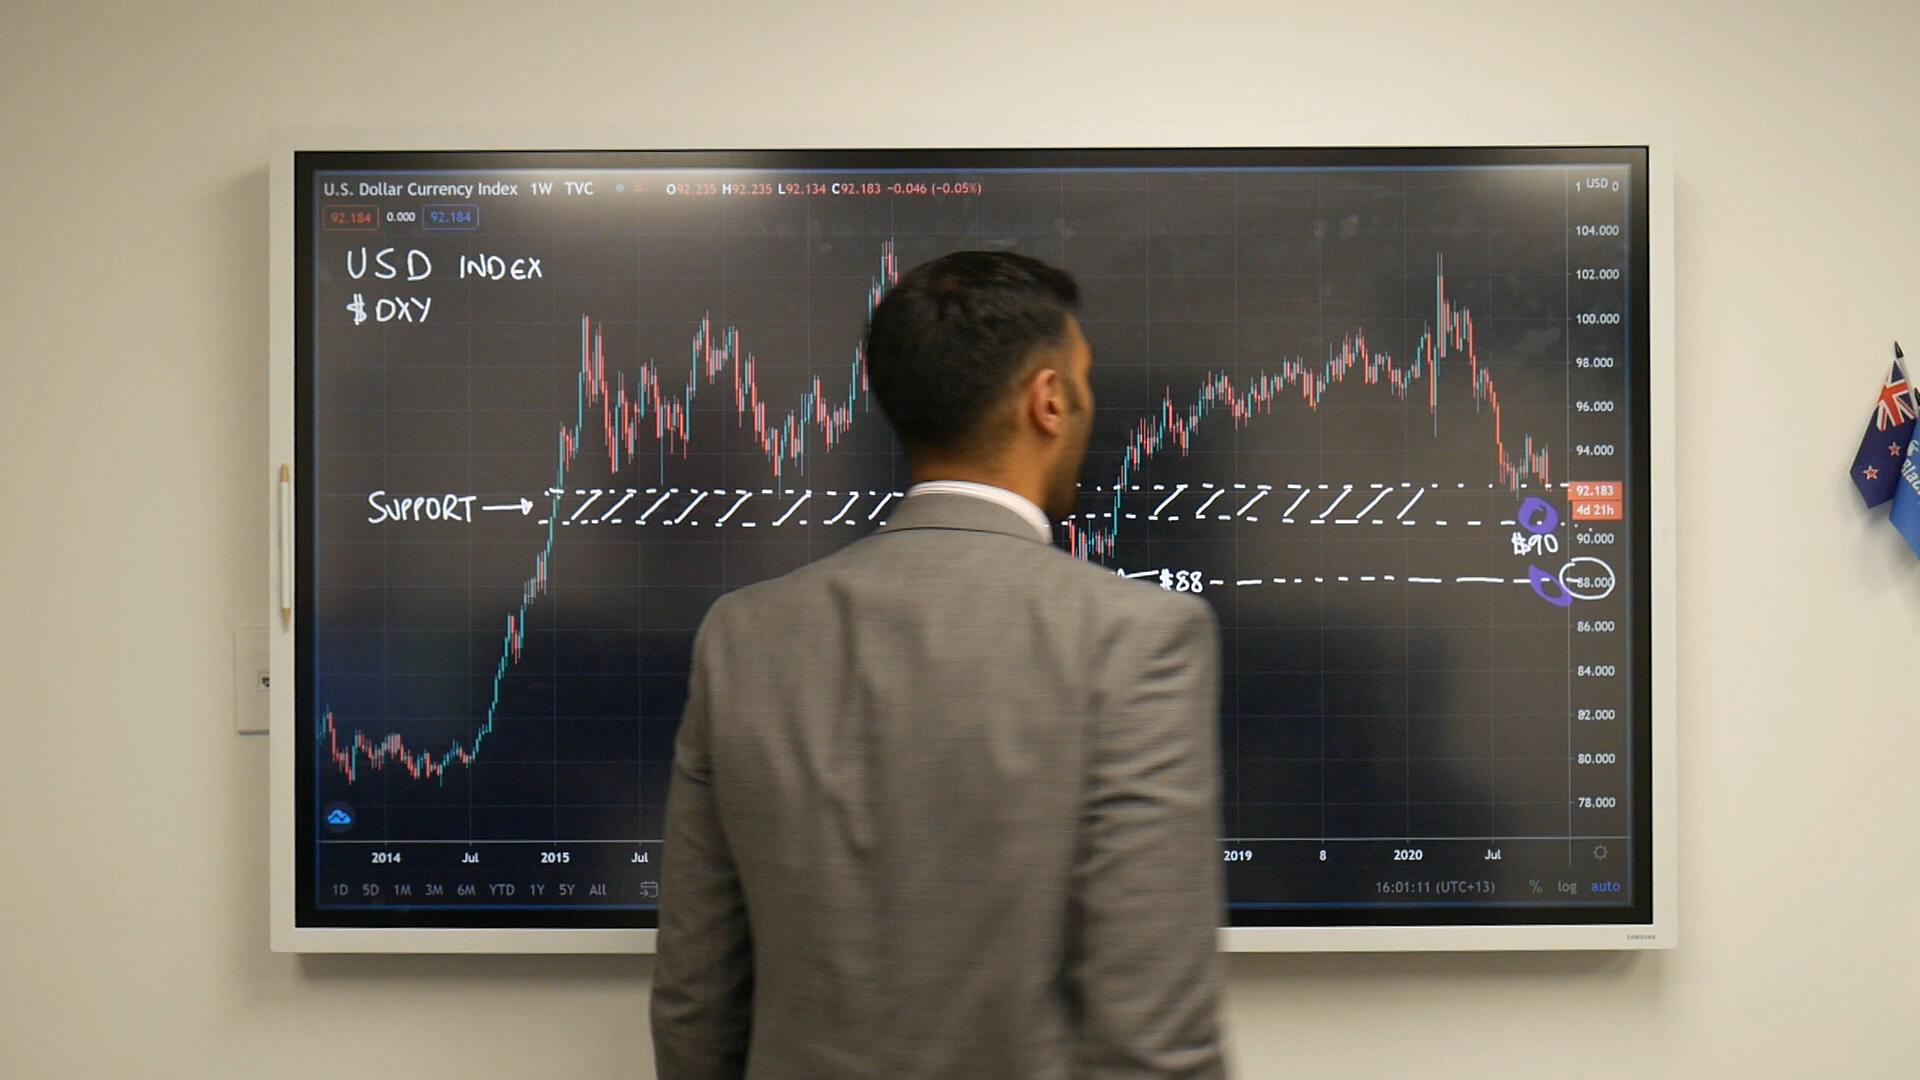 U.S. Dollar Currency Index 1W TVC O92.235 H92.235 L92.134 C92.183 −0.046 (−0.05%)
USD
92.184 0.000 92.184
104.000
USD INDEX
102.000
$DXY
100.000
98.000
96.000
94.000
SUPPORT
92.183
4d 21h
90.000
$90
$88
88.000
86.000
84.000
82.000
80.000
78.000
2014 Jul 2015 Jul 2019 8 2020 Jul
1D 5D 1M 3M 6M YTD 1Y 5Y All 16:01:11 (UTC+13) % log auto
SAMSUNG